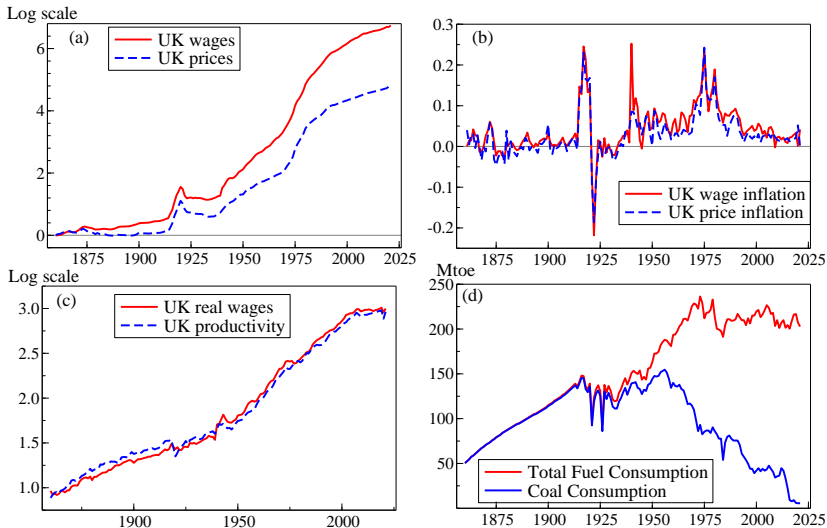 Log scale
(a)
UK wages
UK prices
6
4
2
0
1875 1900 1925 1950 1975 2000 2025
(b)
0.3
0.2
0.1
0.0
-0.1
-0.2
UK wage inflation
UK price inflation
1875 1900 1925 1950 1975 2000 2025
Log scale
(c)
UK real wages
UK productivity
3.0
2.5
2.0
1.5
1.0
1900 1950 2000
Mtoe
(d)
250
200
150
100
50
Total Fuel Consumption
Coal Consumption
1875 1900 1925 1950 1975 2000 2025